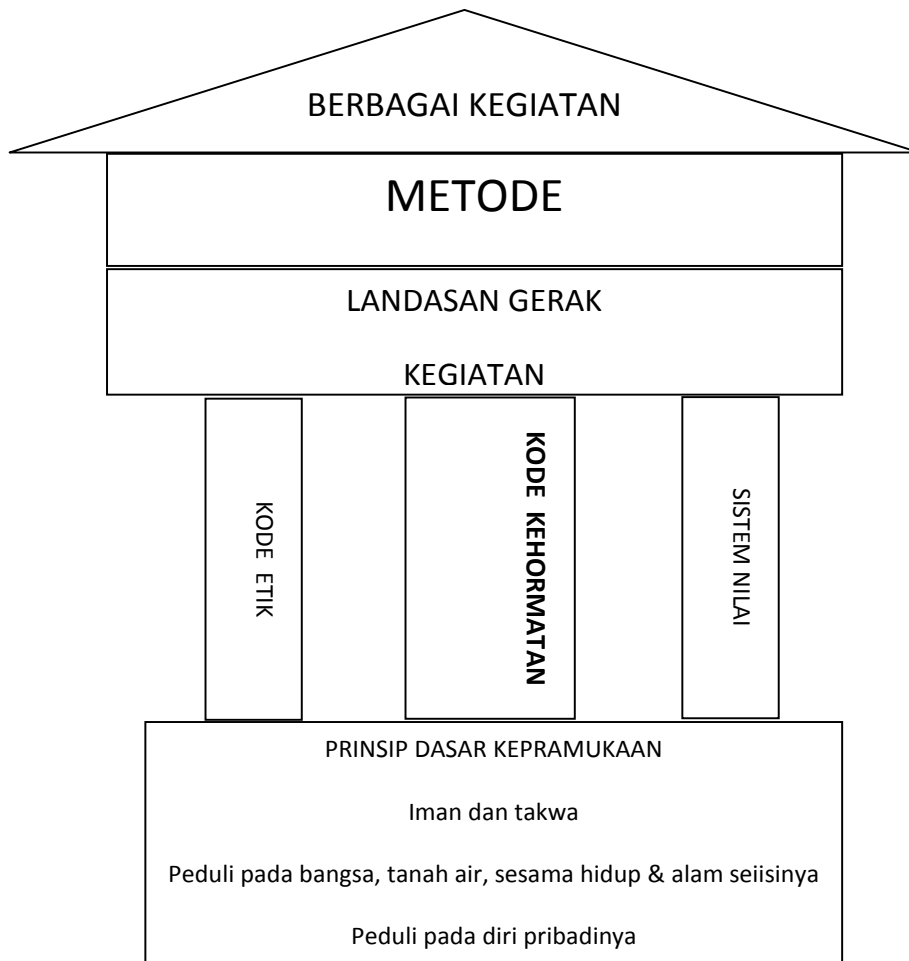 BERBAGAI KEGIATAN
METODE
LANDASAN GERAK
KEGIATAN
KODE ETIK
KODE KEHORMATAN
SISTEM NILAI
PRINSIP DASAR KEPRAMUKAAN
Iman dan takwa
Peduli pada bangsa, tanah air, sesama hidup & alam seiisinya
Peduli pada diri pribadinya